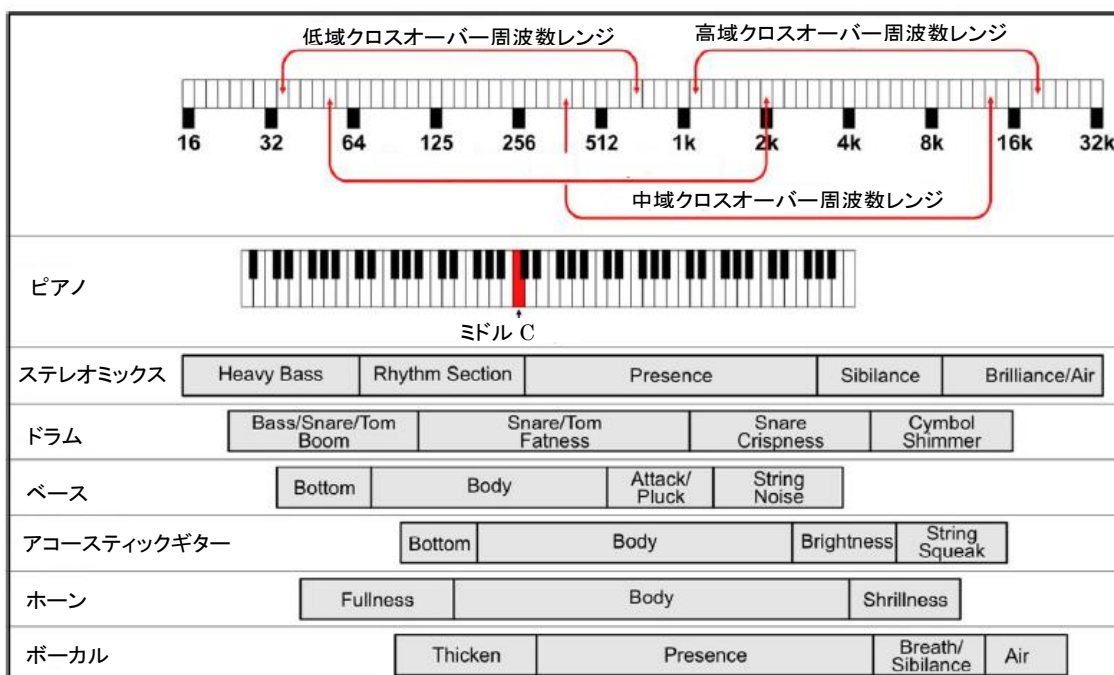 低域クロスオーバー周波数レンジ
高域クロスオーバー周波数レンジ
16 32 64 125 256 512 1k 2k 4k 8k 16k 32k
中域クロスオーバー周波数レンジ
ピアノ
ミドル C
ステレオミックス
Heavy Bass
Rhythm Section
Presence
Sibilance
Brilliance/Air
ドラム
Bass/Snare/Tom
Boom
Snare/Tom
Fatness
Snare
Crispness
Cymbol
Shimmer
ベース
Bottom
Body
Attack/
Pluck
String
Noise
アコースティックギター
Bottom
Body
Brightness
String
Squeak
ホーン
Fullness
Body
Shrillness
ボーカル
Thicken
Presence
Breath/
Sibilance
Air